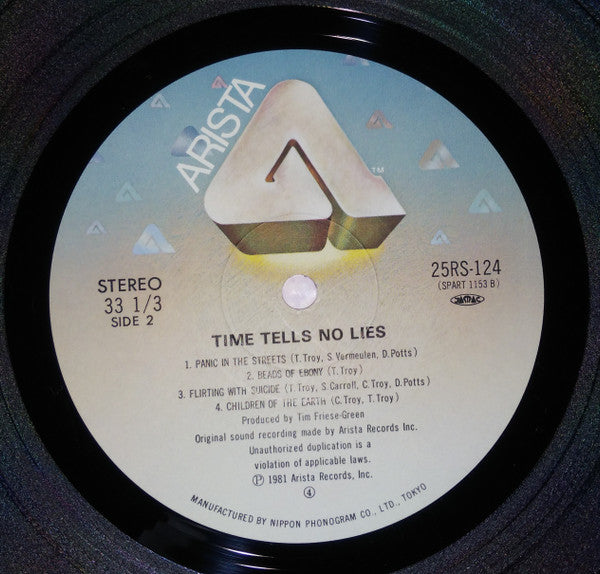 ARISTA
TM
STEREO
33 1/3
SIDE 2
25RS-124
(SPART 1153 B)
TIME TELLS NO LIES
1. PANIC IN THE STREETS (T. Troy, S. Vermeulen, D. Potts)
2. BEADS OF EBONY (T. Troy)
3. FLIRTING WITH SUICIDE (T. Troy, S. Carroll, C. Troy, D. Potts)
4. CHILDREN OF THE EARTH (C. Troy, T. Troy)
Produced by Tim Friese-Green
Original sound recording made by Arista Records Inc.
Unauthorized duplication is a
violation of applicable laws.
Ⓟ 1981 Arista Records, Inc.
④
MANUFACTURED BY NIPPON PHONOGRAM CO., LTD., TOKYO